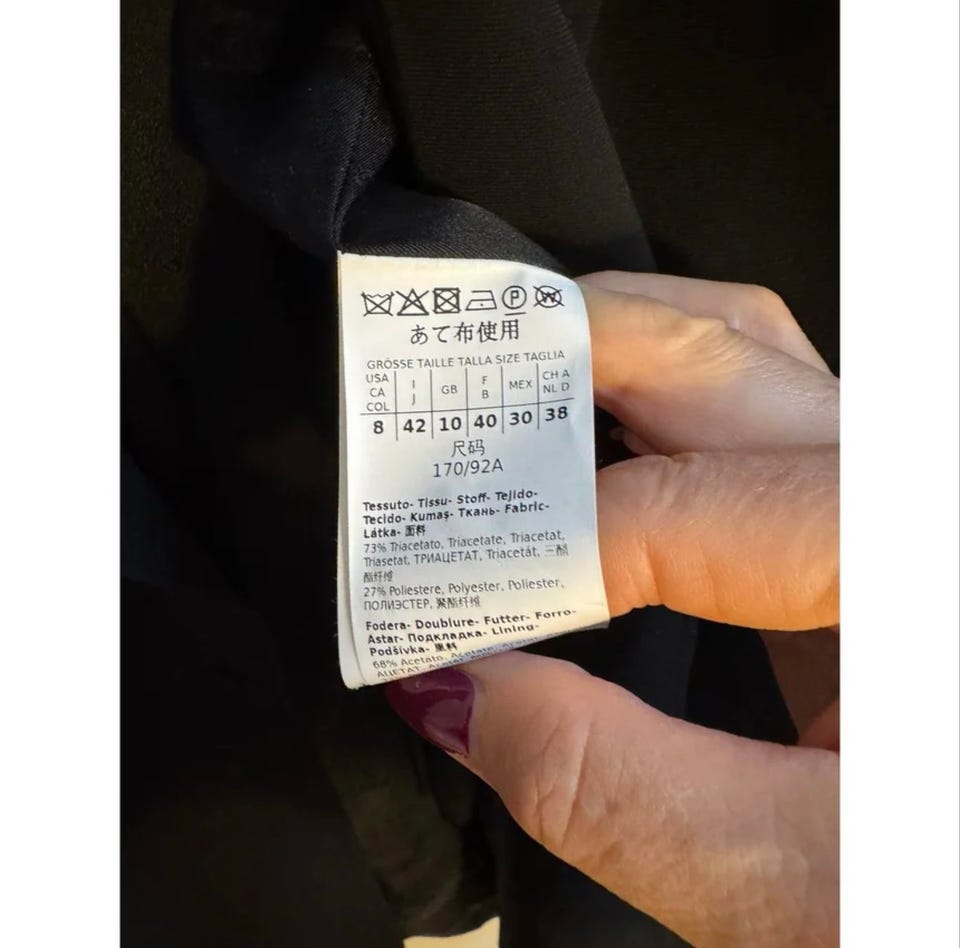 あて布使用
GRÖSSE TAILLE TALLA SIZE TAGLIA
USA CA COL I J GB F B MEX CH A NL D
8 42 10 40 30 38
尺码
170/92A
Tessuto- Tissu- Stoff- Tejido-
Tecido- Kumaş- Ткань- Fabric-
Látka- 面料
73% Triacetato, Triacetate, Triacetat,
Triasetat, ТРИАЦЕТАТ, Triacetát, 三醋
酯纤维
27% Poliestere, Polyester, Poliester,
ПОЛИЭСТЕР, 聚酯纤维
Fodera- Doublure- Futter- Forro-
Astar- Подкладка- Lining-
Podšívka- 里料
68% Acetato, Acetate,
АЦЕТАТ,